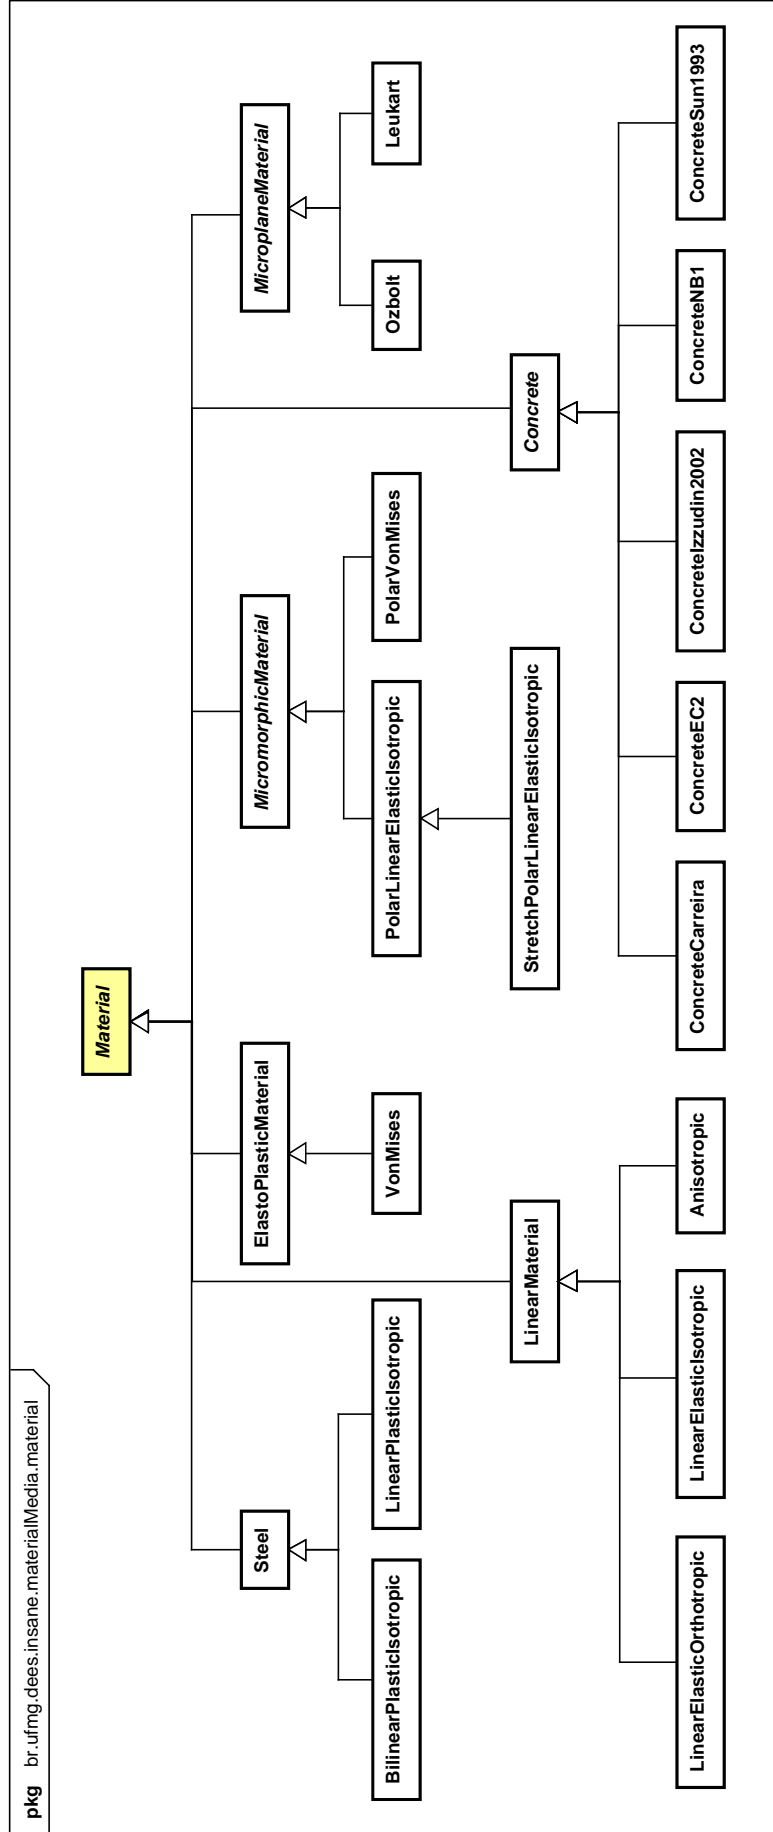 pkg br.ufmg.dees.insane.materialMedia.material
Material
Steel
ElastoPlasticMaterial
MicromorphicMaterial
MicroplaneMaterial
BilinearPlasticIsotropic
LinearPlasticIsotropic
VonMises
PolarLinearElasticIsotropic
PolarVonMises
Ozbolt
Leukart
LinearMaterial
StretchPolarLinearElasticIsotropic
Concrete
LinearElasticOrthotropic
LinearElasticIsotropic
Anisotropic
ConcreteCarreira
ConcreteEC2
ConcreteIzzudin2002
ConcreteNB1
ConcreteSun1993